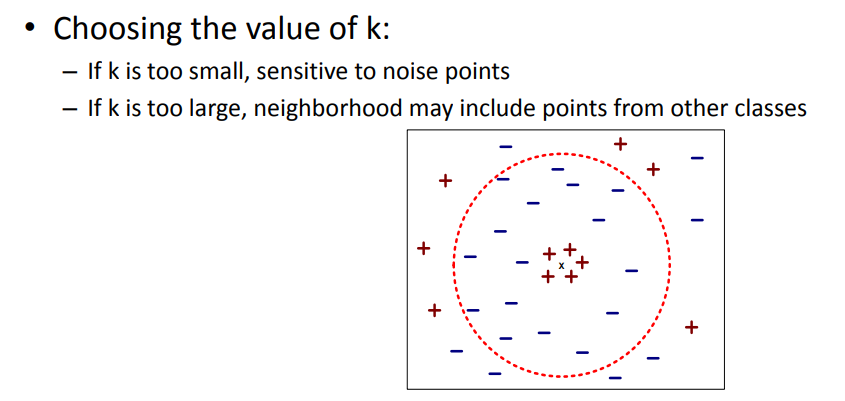 • Choosing the value of k:
– If k is too small, sensitive to noise points
– If k is too large, neighborhood may include points from other classes
x